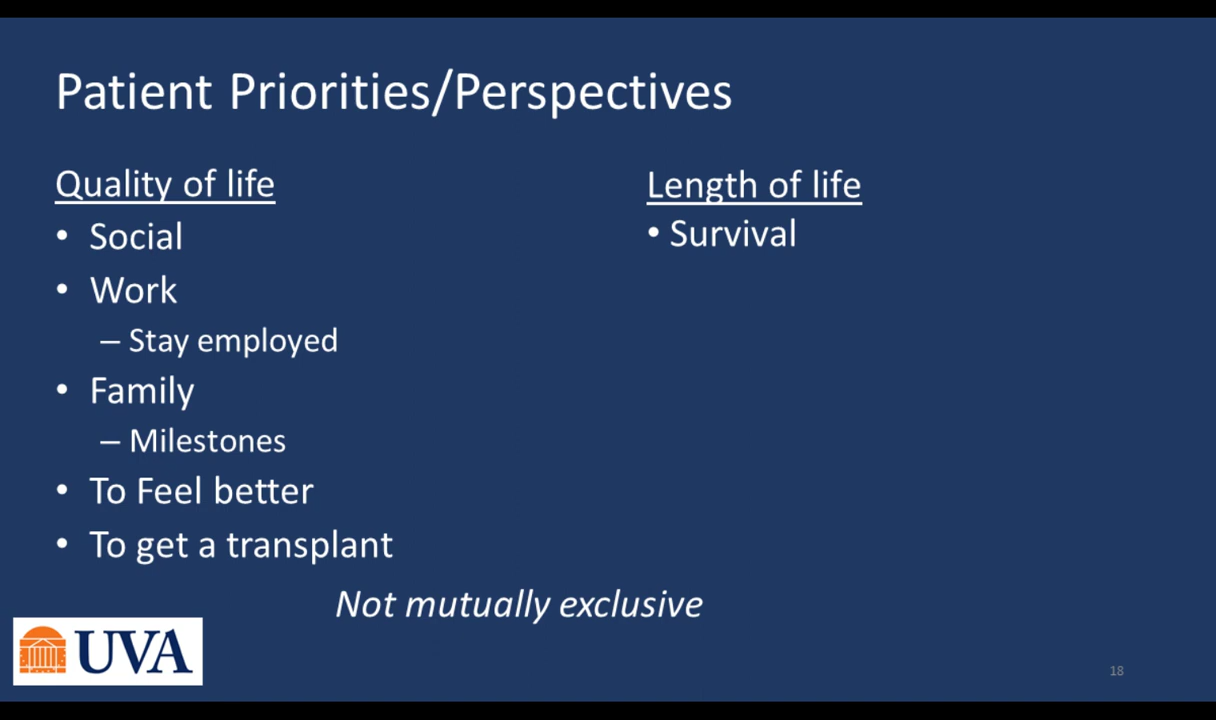 Patient Priorities/Perspectives
Quality of life
• Social
• Work
– Stay employed
• Family
– Milestones
• To Feel better
• To get a transplant
Length of life
• Survival
Not mutually exclusive
UVA
18